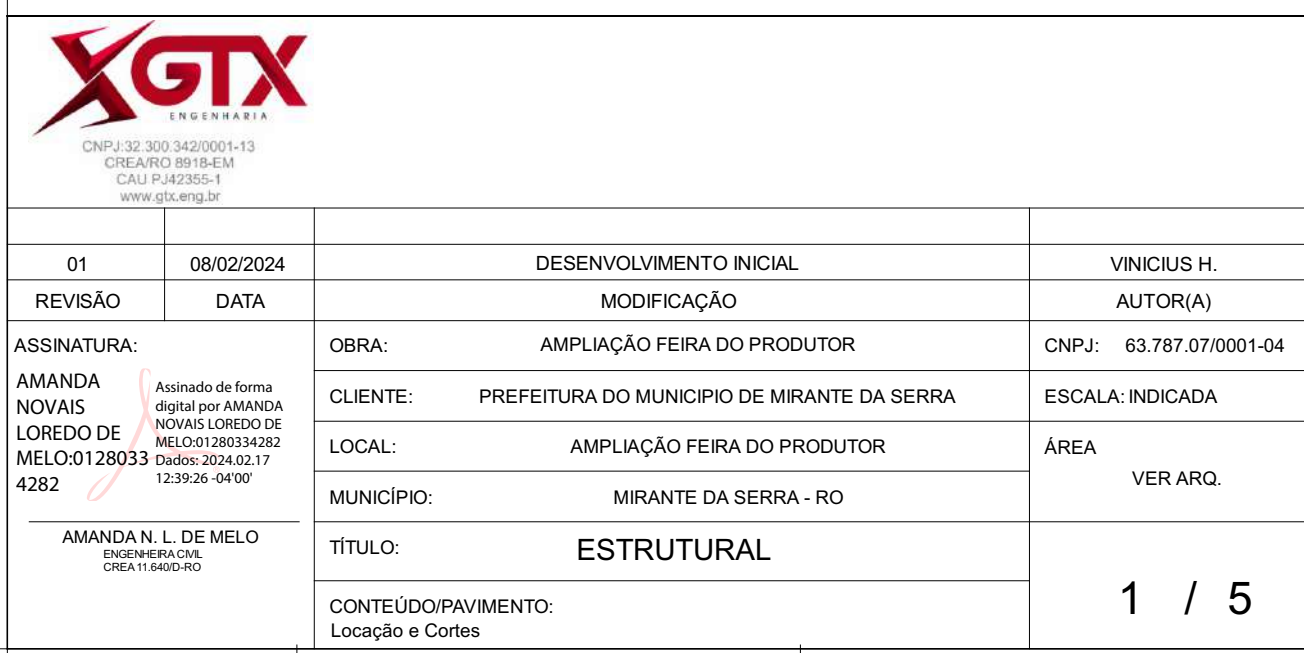 GTX
ENGENHARIA
CNPJ:32.300.342/0001-13
CREA/RO 8918-EM
CAU PJ42355-1
www.gtx.eng.br
01 08/02/2024 DESENVOLVIMENTO INICIAL VINICIUS H.
REVISÃO DATA MODIFICAÇÃO AUTOR(A)
ASSINATURA:
AMANDA
NOVAIS
LOREDO DE
MELO:0128033
4282
Assinado de forma
digital por AMANDA
NOVAIS LOREDO DE
MELO:01280334282
Dados: 2024.02.17
12:39:26 -04'00'
AMANDA N. L. DE MELO
ENGENHEIRA CIVIL
CREA 11.640/D-RO
OBRA: AMPLIAÇÃO FEIRA DO PRODUTOR
CLIENTE: PREFEITURA DO MUNICIPIO DE MIRANTE DA SERRA
LOCAL: AMPLIAÇÃO FEIRA DO PRODUTOR
MUNICÍPIO: MIRANTE DA SERRA - RO
TÍTULO: ESTRUTURAL
CONTEÚDO/PAVIMENTO:
Locação e Cortes
CNPJ: 63.787.07/0001-04
ESCALA: INDICADA
ÁREA
VER ARQ.
1 / 5